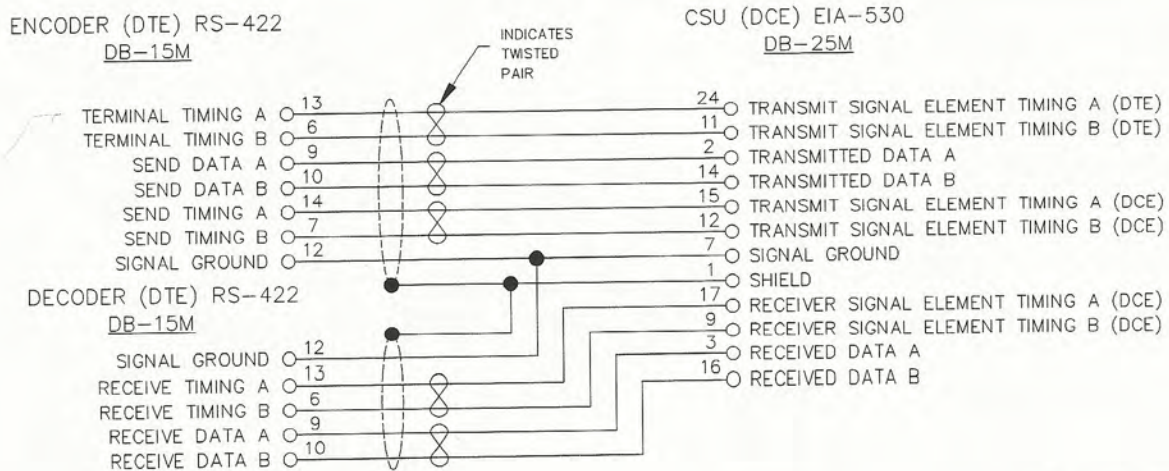 ENCODER (DTE) RS-422
DB-15M
INDICATES
TWISTED
PAIR
CSU (DCE) EIA-530
DB-25M
TERMINAL TIMING A 13 24 TRANSMIT SIGNAL ELEMENT TIMING A (DTE)
TERMINAL TIMING B 6 11 TRANSMIT SIGNAL ELEMENT TIMING B (DTE)
SEND DATA A 9 2 TRANSMITTED DATA A
SEND DATA B 10 14 TRANSMITTED DATA B
SEND TIMING A 14 15 TRANSMIT SIGNAL ELEMENT TIMING A (DCE)
SEND TIMING B 7 12 TRANSMIT SIGNAL ELEMENT TIMING B (DCE)
SIGNAL GROUND 12 7 SIGNAL GROUND
1 SHIELD
DECODER (DTE) RS-422
DB-15M
17 RECEIVER SIGNAL ELEMENT TIMING A (DCE)
9 RECEIVER SIGNAL ELEMENT TIMING B (DCE)
3 RECEIVED DATA A
16 RECEIVED DATA B
SIGNAL GROUND 12
RECEIVE TIMING A 13
RECEIVE TIMING B 6
RECEIVE DATA A 9
RECEIVE DATA B 10